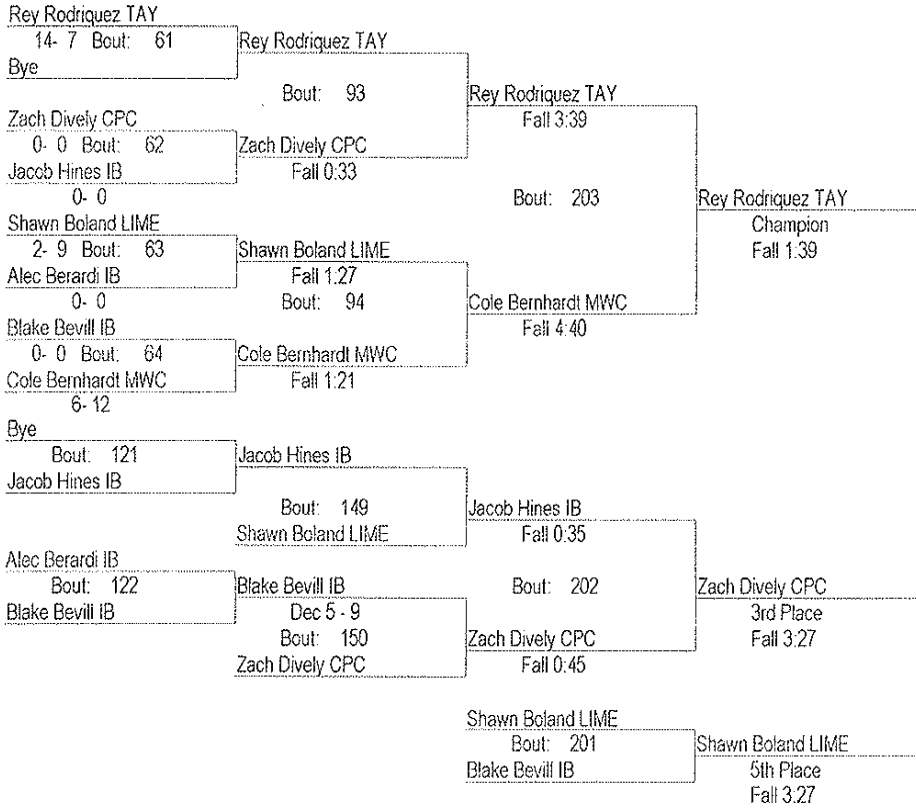 Rey Rodriquez TAY
14- 7 Bout: 61
Bye
Rey Rodriquez TAY
Bout: 93
Zach Dively CPC
0- 0 Bout: 62
Jacob Hines IB
0- 0
Zach Dively CPC
Fall 0:33
Rey Rodriquez TAY
Fall 3:39
Bout: 203
Rey Rodriquez TAY
Champion
Fall 1:39
Shawn Boland LIME
2- 9 Bout: 63
Alec Berardi IB
0- 0
Shawn Boland LIME
Fall 1:27
Bout: 94
Cole Bernhardt MWC
Fall 4:40
Blake Bevill IB
0- 0 Bout: 64
Cole Bernhardt MWC
6- 12
Cole Bernhardt MWC
Fall 1:21
Bye
Bout: 121
Jacob Hines IB
Jacob Hines IB
Bout: 149
Shawn Boland LIME
Jacob Hines IB
Fall 0:35
Alec Berardi IB
Bout: 122
Blake Bevill IB
Blake Bevill IB
Dec 5 - 9
Bout: 150
Zach Dively CPC
Bout: 202
Zach Dively CPC
Fall 0:45
Zach Dively CPC
3rd Place
Fall 3:27
Shawn Boland LIME
Bout: 201
Blake Bevill IB
Shawn Boland LIME
5th Place
Fall 3:27